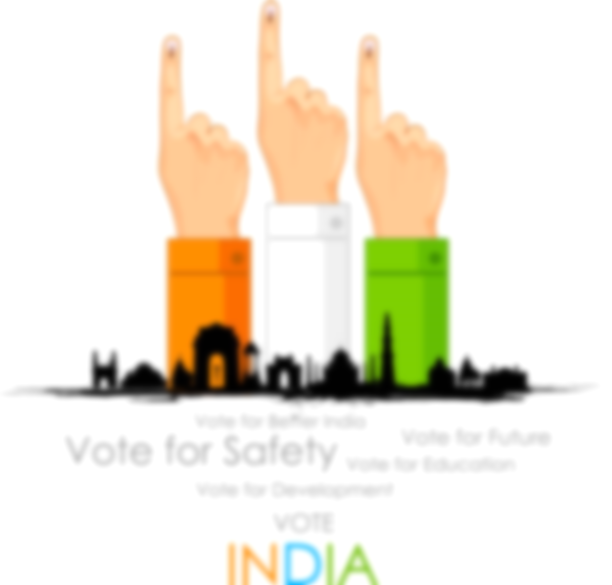 Vote for Better India
Vote for Safety
Vote for Future
Vote for Education
Vote for Development
VOTE
INDIA